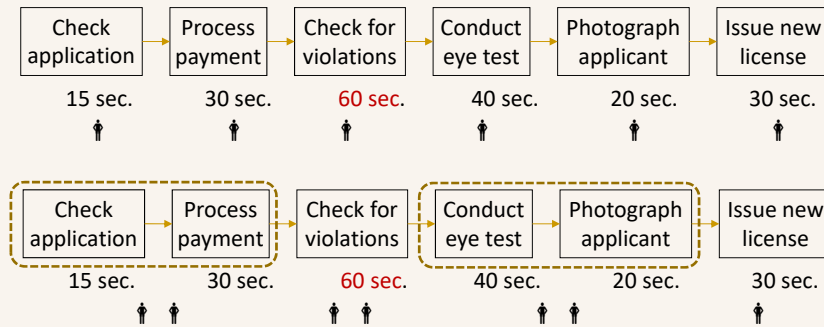 Check
application
Process
payment
Check for
violations
Conduct
eye test
Photograph
applicant
Issue new
license
15 sec.
30 sec.
60 sec.
40 sec.
20 sec.
30 sec.
Check
application
Process
payment
Check for
violations
Conduct
eye test
Photograph
applicant
Issue new
license
15 sec.
30 sec.
60 sec.
40 sec.
20 sec.
30 sec.